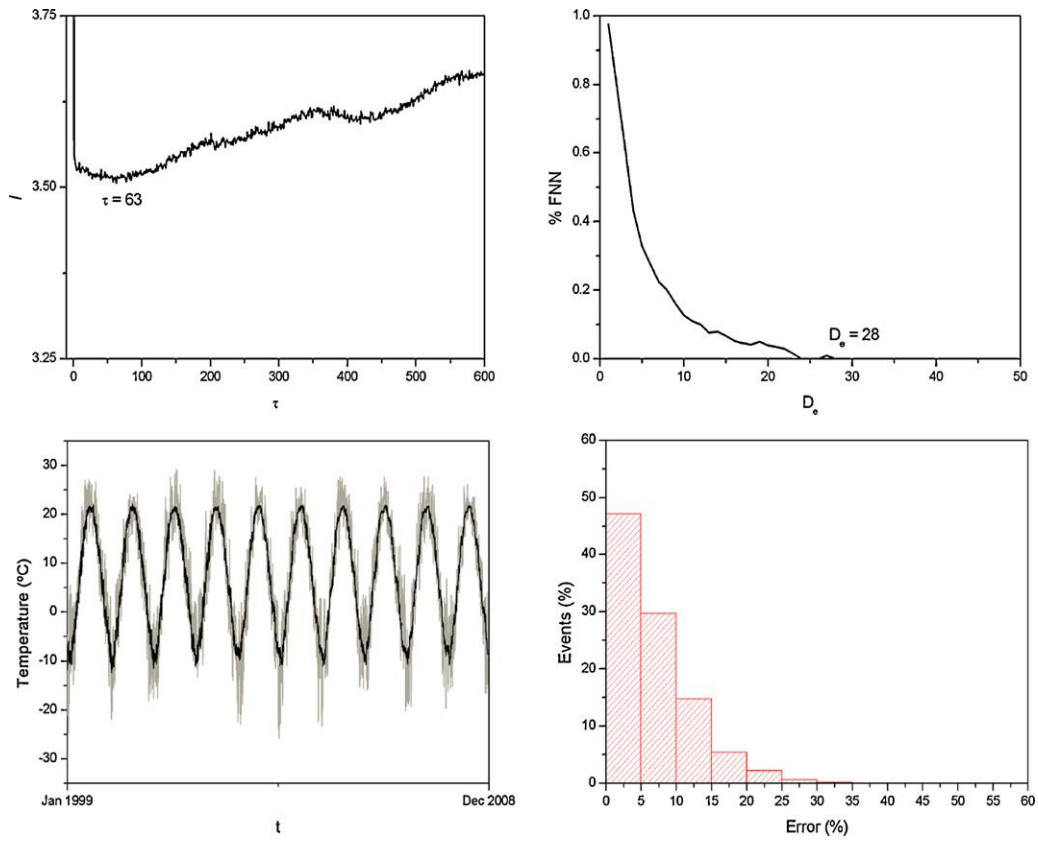 3.75
3.50
3.25
I
τ = 63
0 100 200 300 400 500 600
τ
1.0
0.8
0.6
0.4
0.2
0.0
% FNN
De = 28
0 10 20 30 40 50
De
30
20
10
0
-10
-20
-30
Temperature (ºC)
Jan 1999 Dec 2008
t
60
50
40
30
20
10
0
Events (%)
0 5 10 15 20 25 30 35 40 45 50 55 60
Error (%)